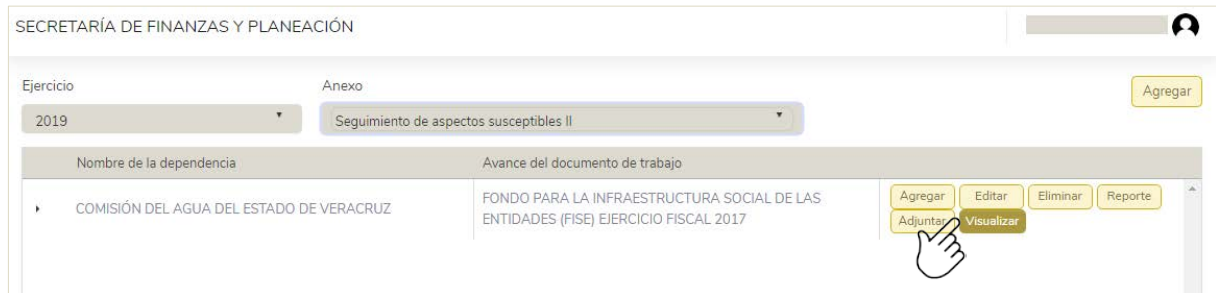 SECRETARÍA DE FINANZAS Y PLANEACIÓN
Ejercicio
Anexo
Agregar
2019
Seguimiento de aspectos susceptibles II
Nombre de la dependencia
Avance del documento de trabajo
COMISIÓN DEL AGUA DEL ESTADO DE VERACRUZ
FONDO PARA LA INFRAESTRUCTURA SOCIAL DE LAS
ENTIDADES (FISE) EJERCICIO FISCAL 2017
Agregar Editar Eliminar Reporte
Adjuntar Visualizar